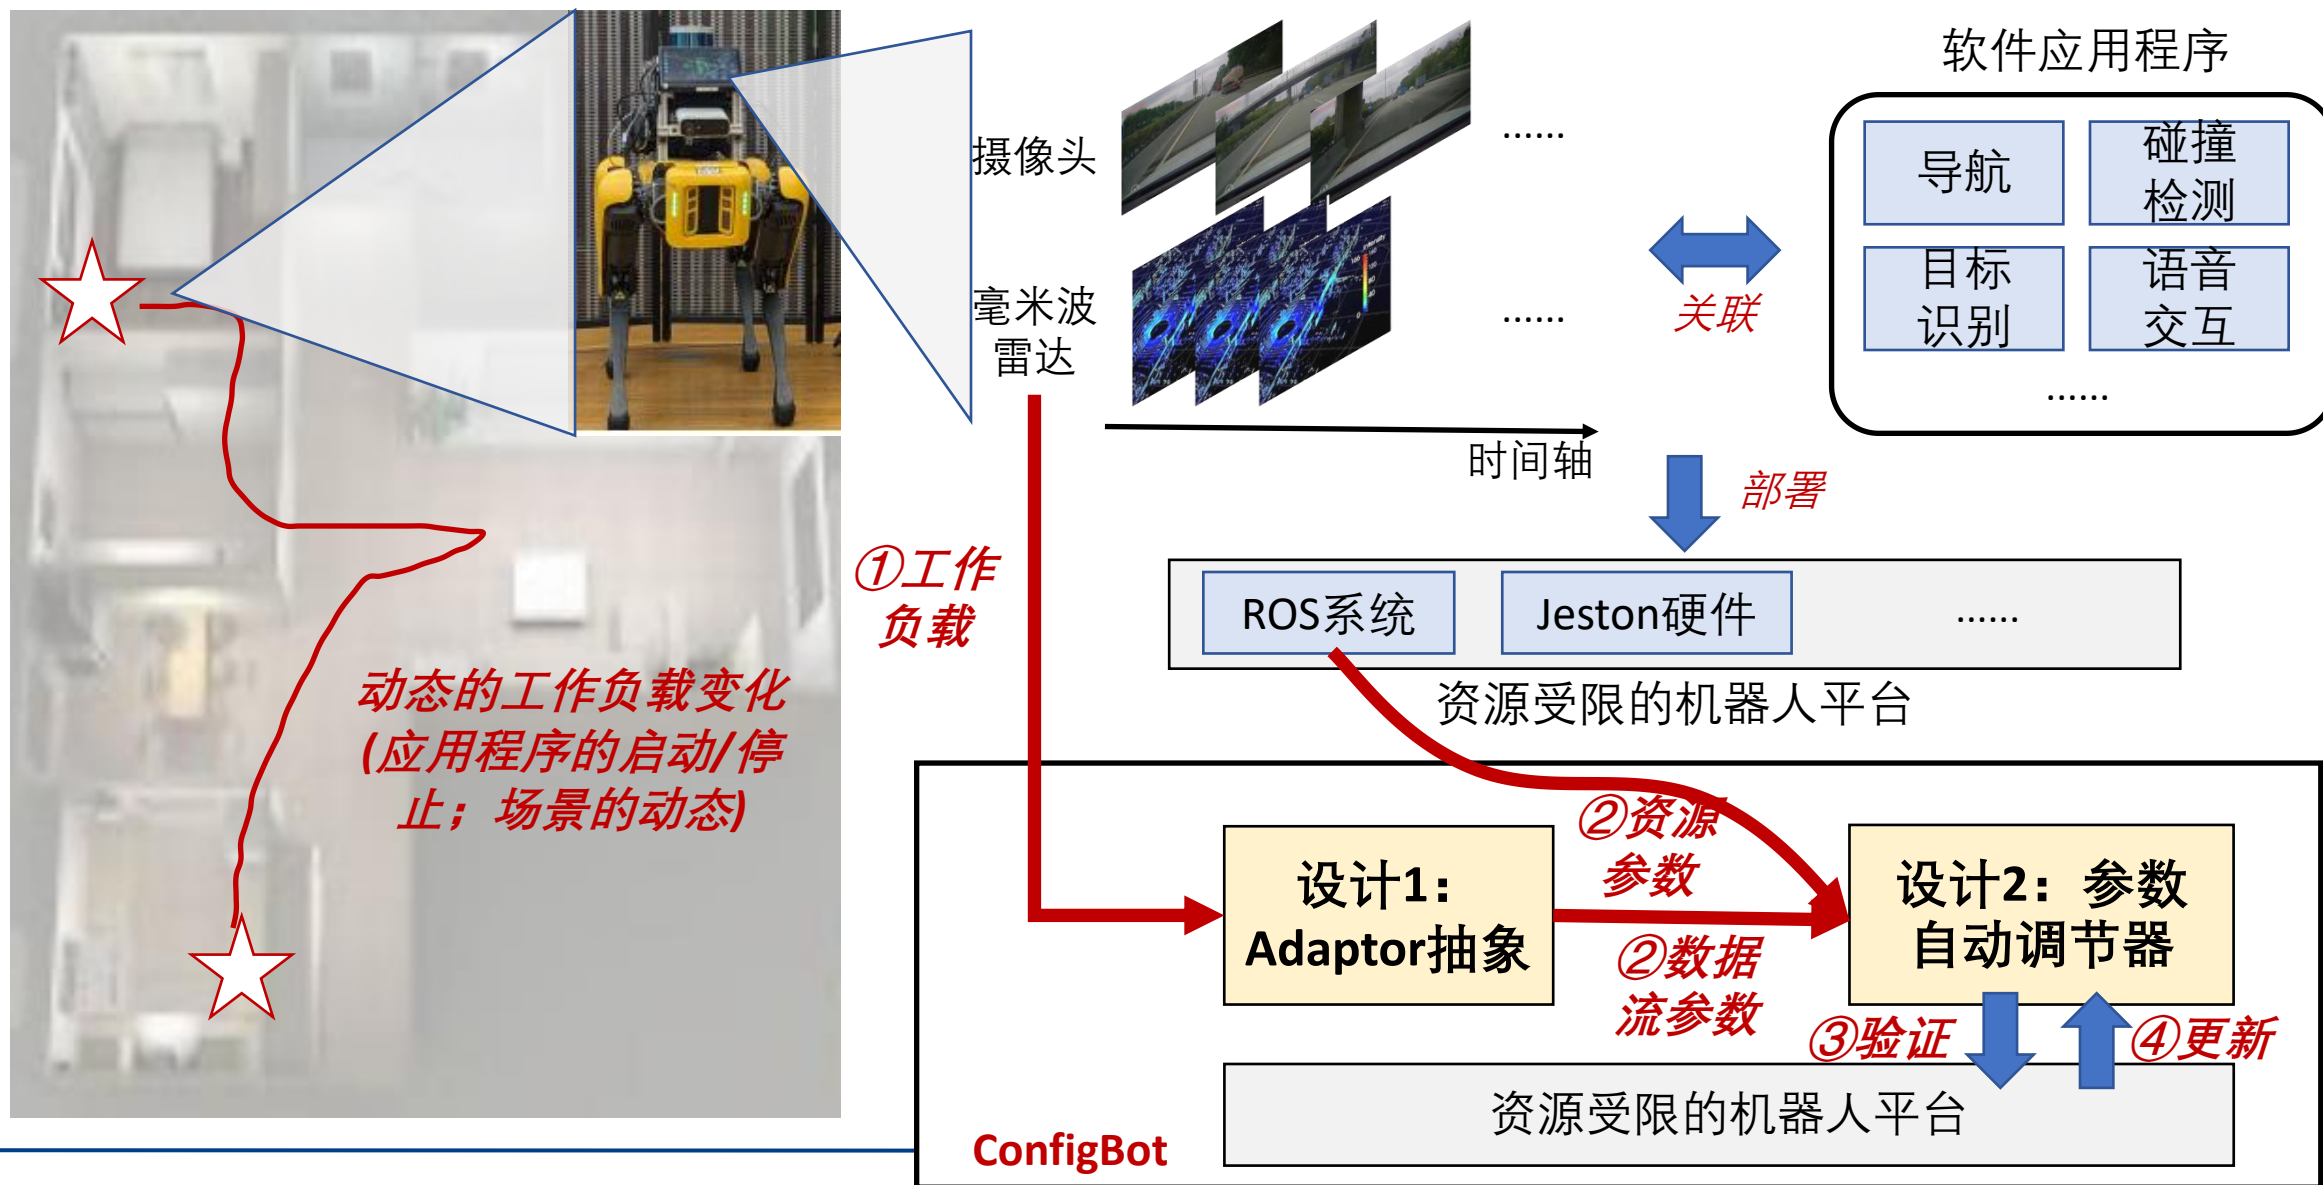 软件应用程序
摄像头
......
导航
碰撞
检测
毫米波
雷达
......
关联
目标
识别
语音
交互
......
时间轴
部署
①工作
负载
ROS系统
Jeston硬件
......
资源受限的机器人平台
动态的工作负载变化
(应用程序的启动/停
止；场景的动态)
②资源
参数
设计1：
Adaptor抽象
设计2：参数
自动调节器
②数据
流参数
③验证
④更新
资源受限的机器人平台
ConfigBot